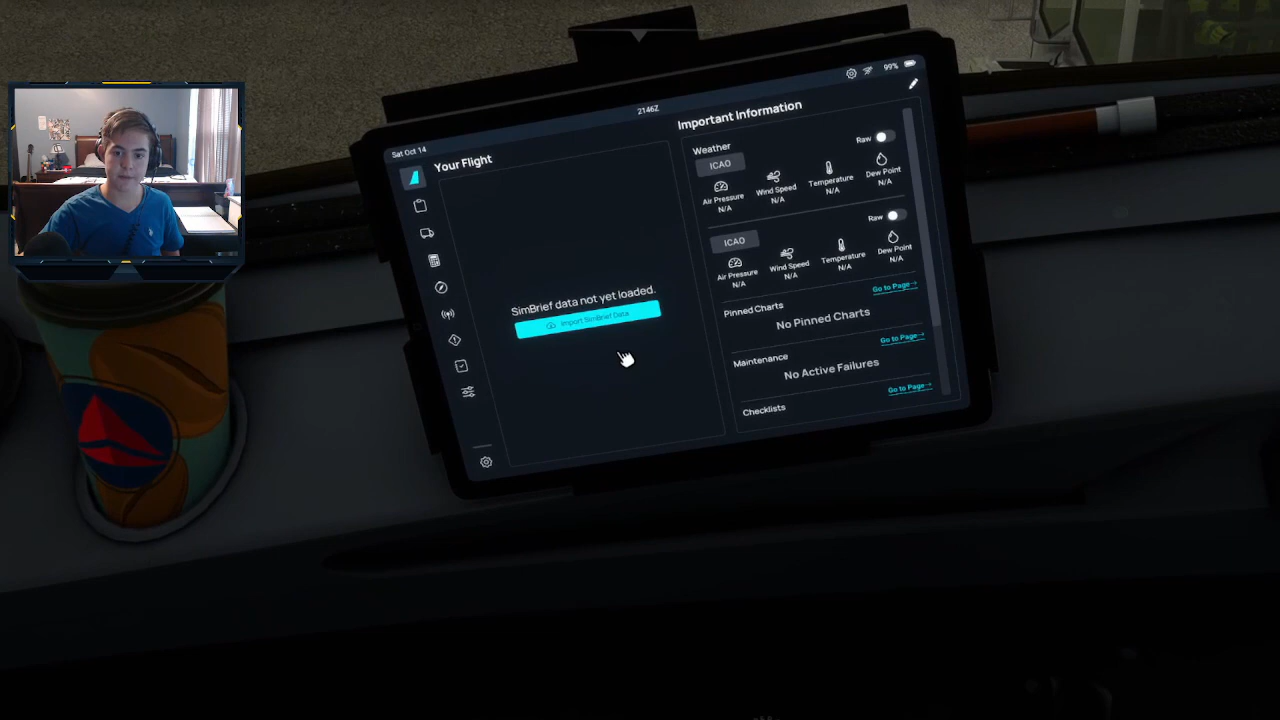 Sat Oct 14
2146Z
99%
Your Flight
SimBrief data not yet loaded.
Import SimBrief Data
Important Information
Weather
Raw
ICAO
Air Pressure
N/A
Wind Speed
N/A
Temperature
N/A
Dew Point
N/A
Raw
ICAO
Air Pressure
N/A
Wind Speed
N/A
Temperature
N/A
Dew Point
N/A
Pinned Charts
Go to Page
No Pinned Charts
Maintenance
Go to Page
No Active Failures
Checklists
Go to Page